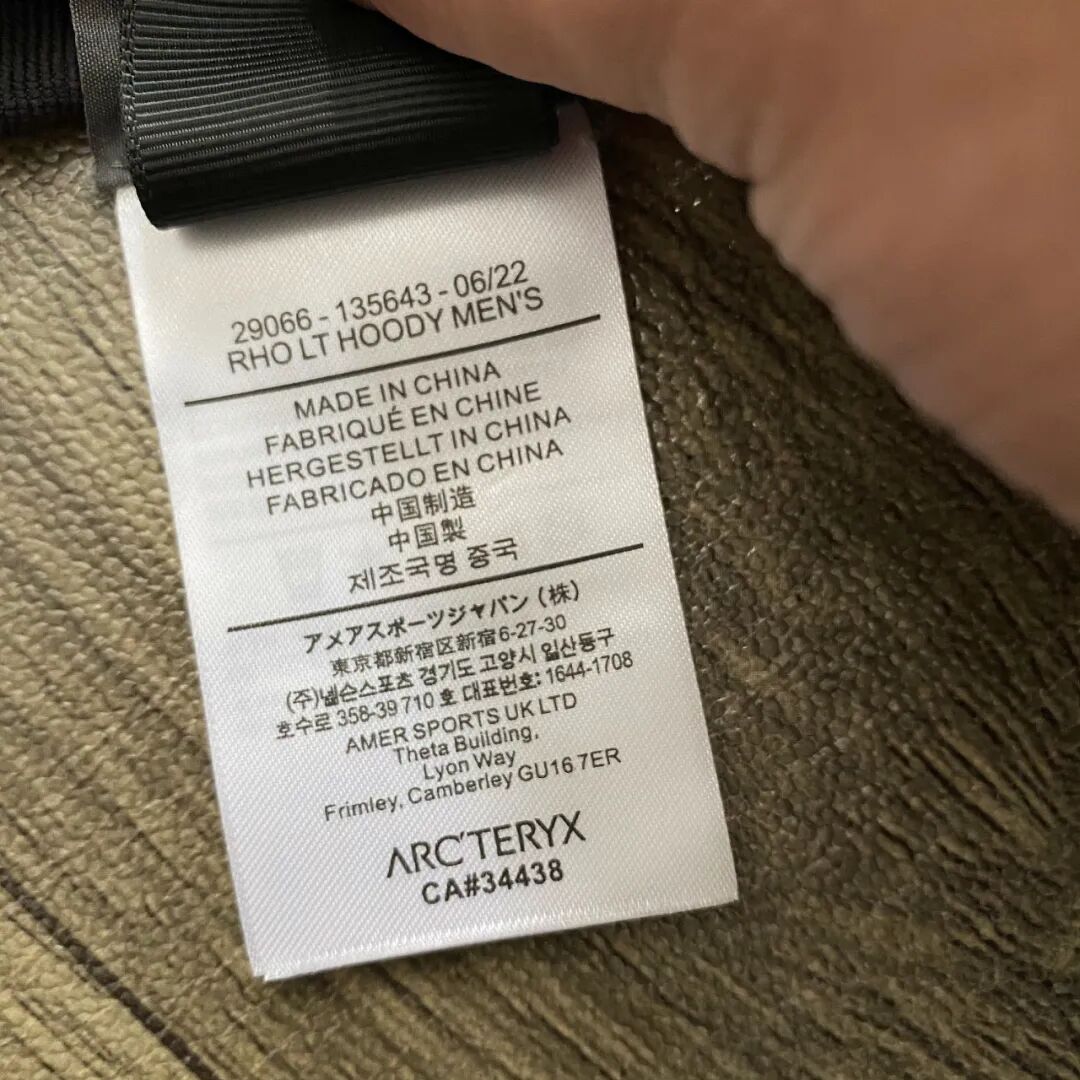 29066 - 135643 - 06/22
RHO LT HOODY MEN'S
MADE IN CHINA
FABRIQUÉ EN CHINE
HERGESTELLT IN CHINA
FABRICADO EN CHINA
中国制造
中国製
제조국명 중국
アメアスポーツジャパン（株）
東京都新宿区新宿6-27-30
(주)넬슨스포츠 경기도 고양시 일산동구
호수로 358-39 710 호 대표번호: 1644-1708
AMER SPORTS UK LTD
Theta Building,
Lyon Way
Frimley, Camberley GU16 7ER
ARC'TERYX
CA#34438